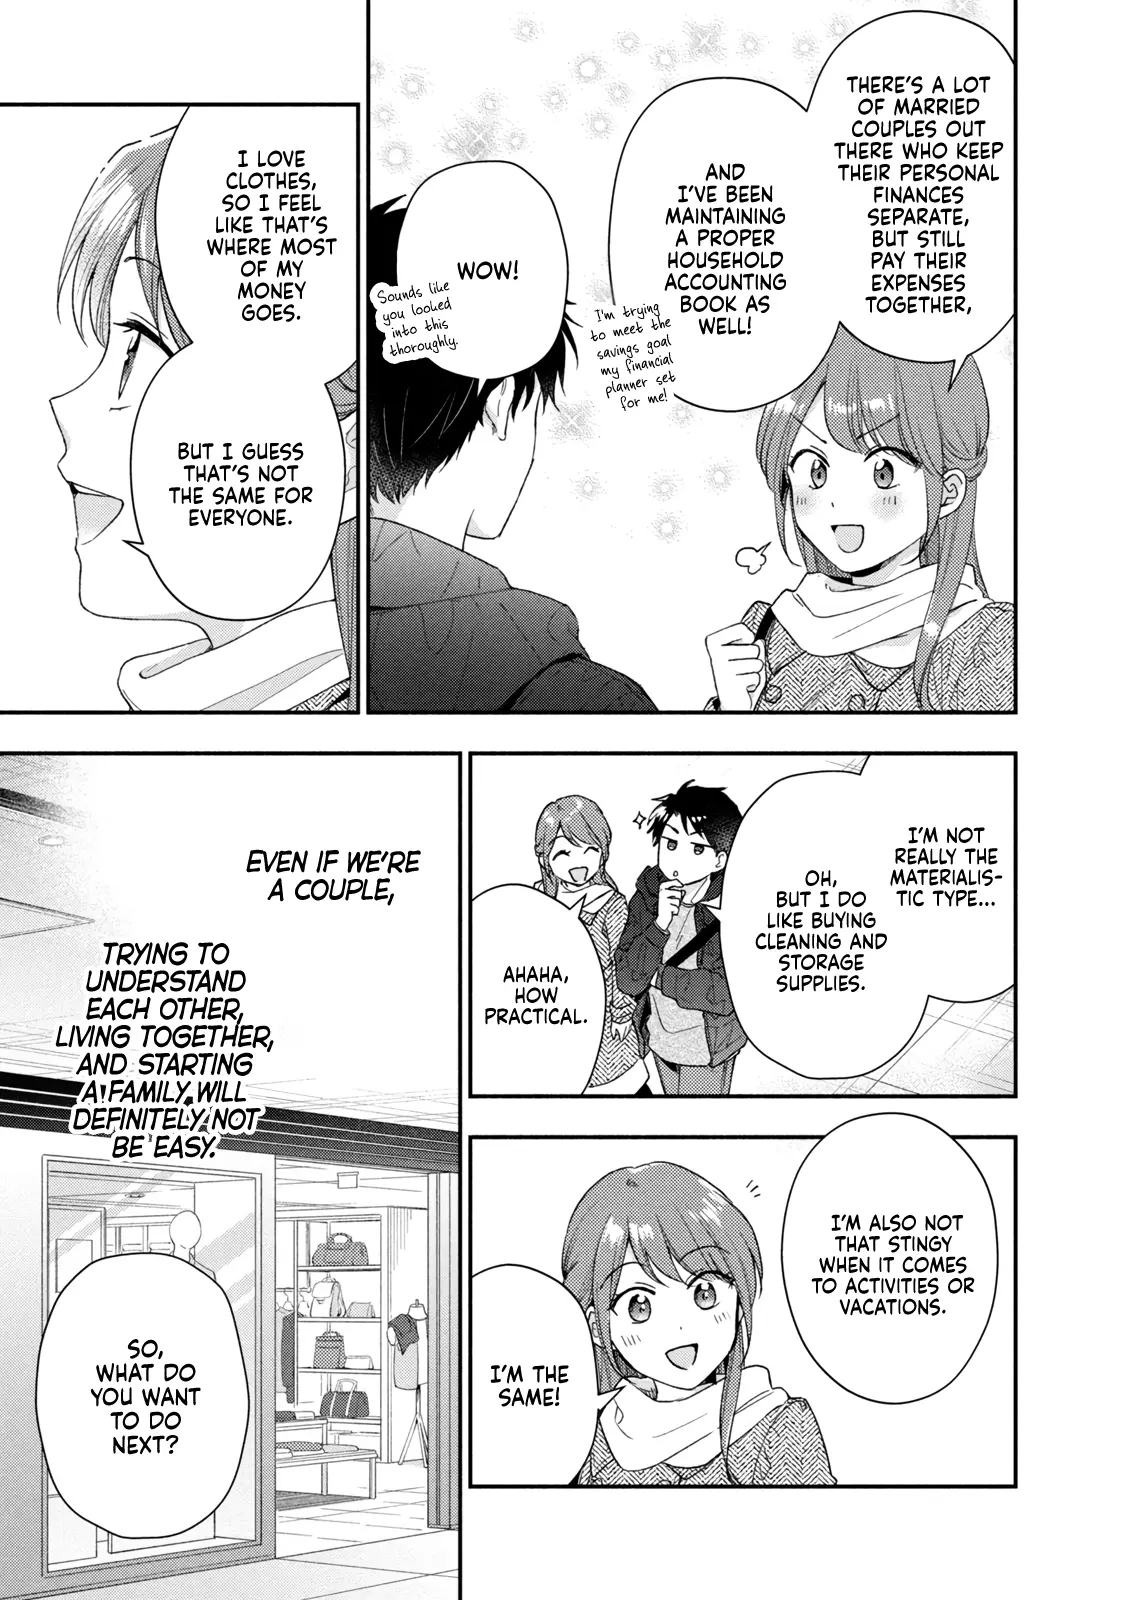 THERE'S A LOT
OF MARRIED
COUPLES OUT
THERE WHO KEEP
THEIR PERSONAL
FINANCES
SEPARATE,
BUT STILL
PAY THEIR
EXPENSES
TOGETHER,
AND
I'VE BEEN
MAINTAINING
A PROPER
HOUSEHOLD
ACCOUNTING
BOOK AS
WELL!
I'm trying
to meet the
savings goal
my financial
planner set
for me!
WOW!
Sounds like
you looked
into this
thoroughly.
I LOVE
CLOTHES,
SO I FEEL
LIKE THAT'S
WHERE MOST
OF MY
MONEY
GOES.
BUT I GUESS
THAT'S NOT
THE SAME FOR
EVERYONE.
I'M NOT
REALLY THE
MATERIALIS-
TIC TYPE...
OH,
BUT I DO
LIKE BUYING
CLEANING AND
STORAGE
SUPPLIES.
AHAHA,
HOW
PRACTICAL.
I'M ALSO NOT
THAT STINGY
WHEN IT COMES
TO ACTIVITIES OR
VACATIONS.
I'M THE
SAME!
EVEN IF WE'RE
A COUPLE,
TRYING TO
UNDERSTAND
EACH OTHER,
LIVING TOGETHER,
AND STARTING
A FAMILY WILL
DEFINITELY NOT
BE EASY.
SO,
WHAT DO
YOU WANT
TO DO
NEXT?